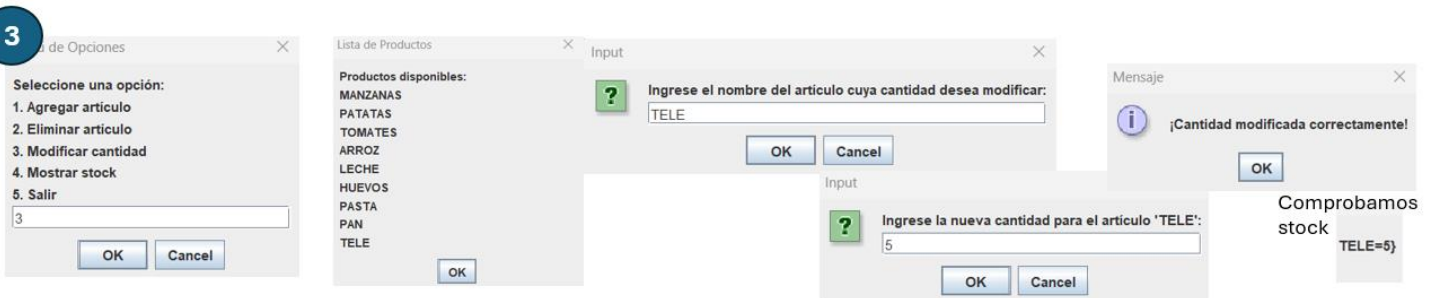 3
de Opciones
Seleccione una opción:
1. Agregar artículo
2. Eliminar artículo
3. Modificar cantidad
4. Mostrar stock
5. Salir
3
OK
Cancel
Lista de Productos
Productos disponibles:
MANZANAS
PATATAS
TOMATES
ARROZ
LECHE
HUEVOS
PASTA
PAN
TELE
OK
Input
Ingrese el nombre del artículo cuya cantidad desea modificar:
TELE
OK
Cancel
Input
Ingrese la nueva cantidad para el artículo 'TELE':
5
OK
Cancel
Mensaje
¡Cantidad modificada correctamente!
OK
Comprobamos
stock
TELE=5}